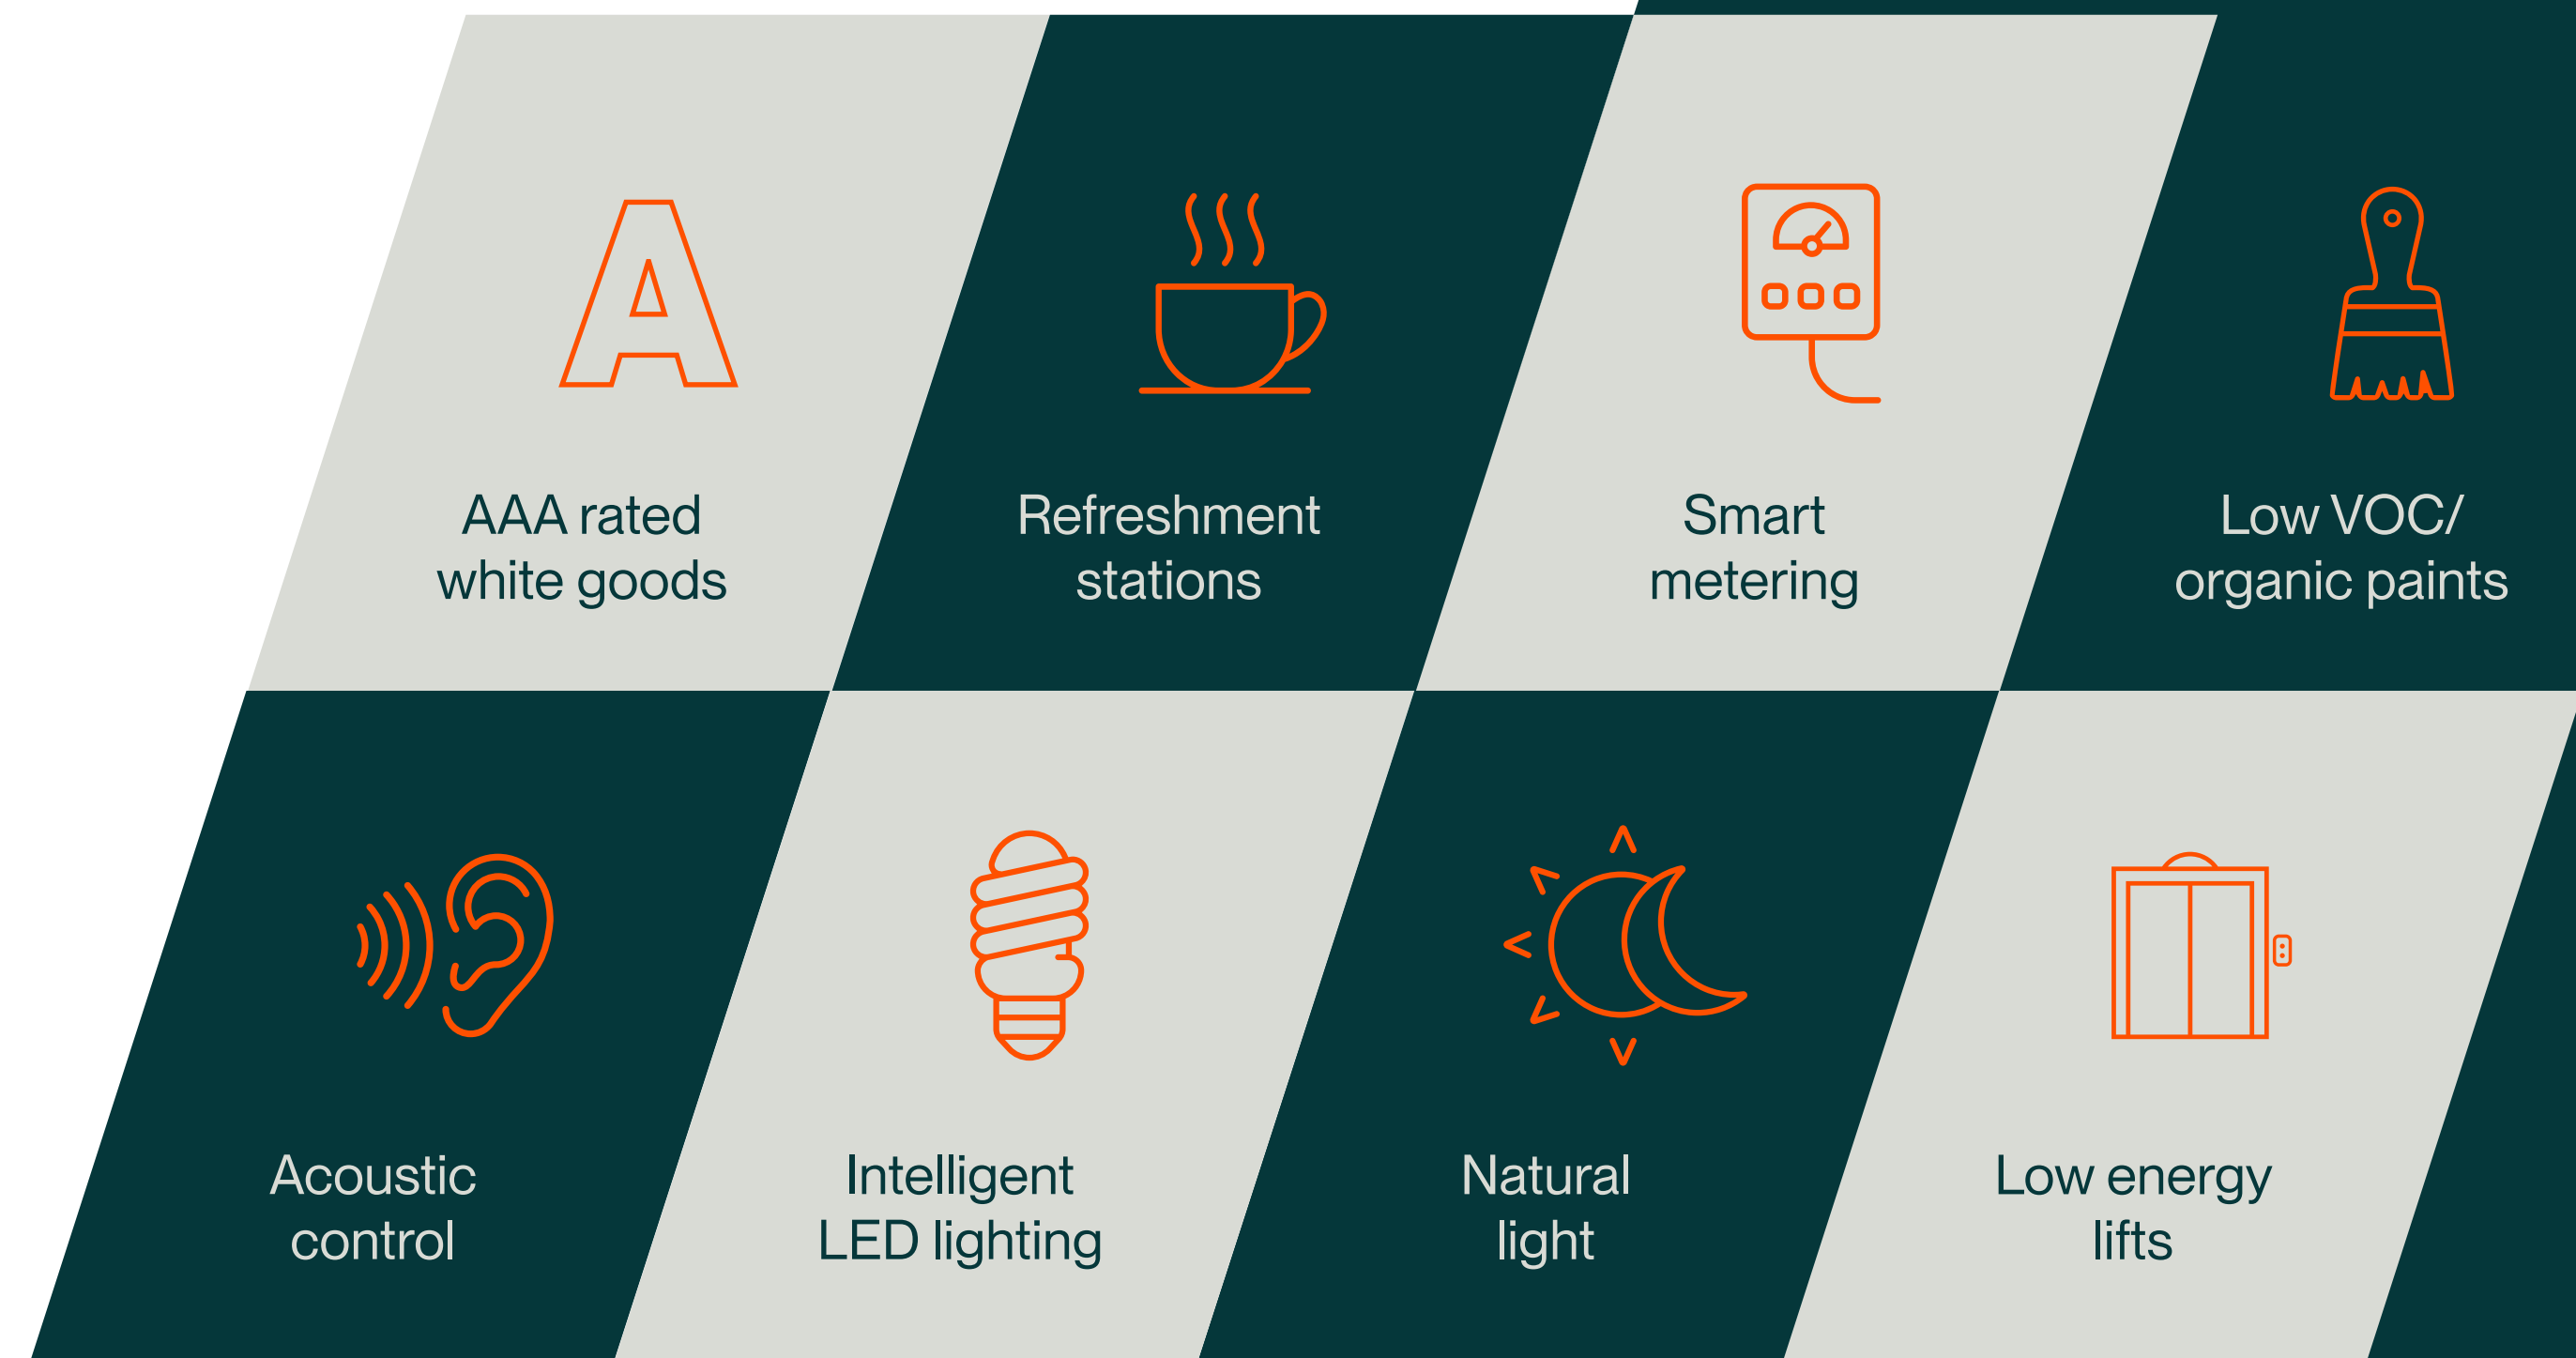 A
AAA rated
white goods
Refreshment
stations
Smart
metering
Low VOC/
organic paints
Acoustic
control
Intelligent
LED lighting
Natural
light
Low energy
lifts